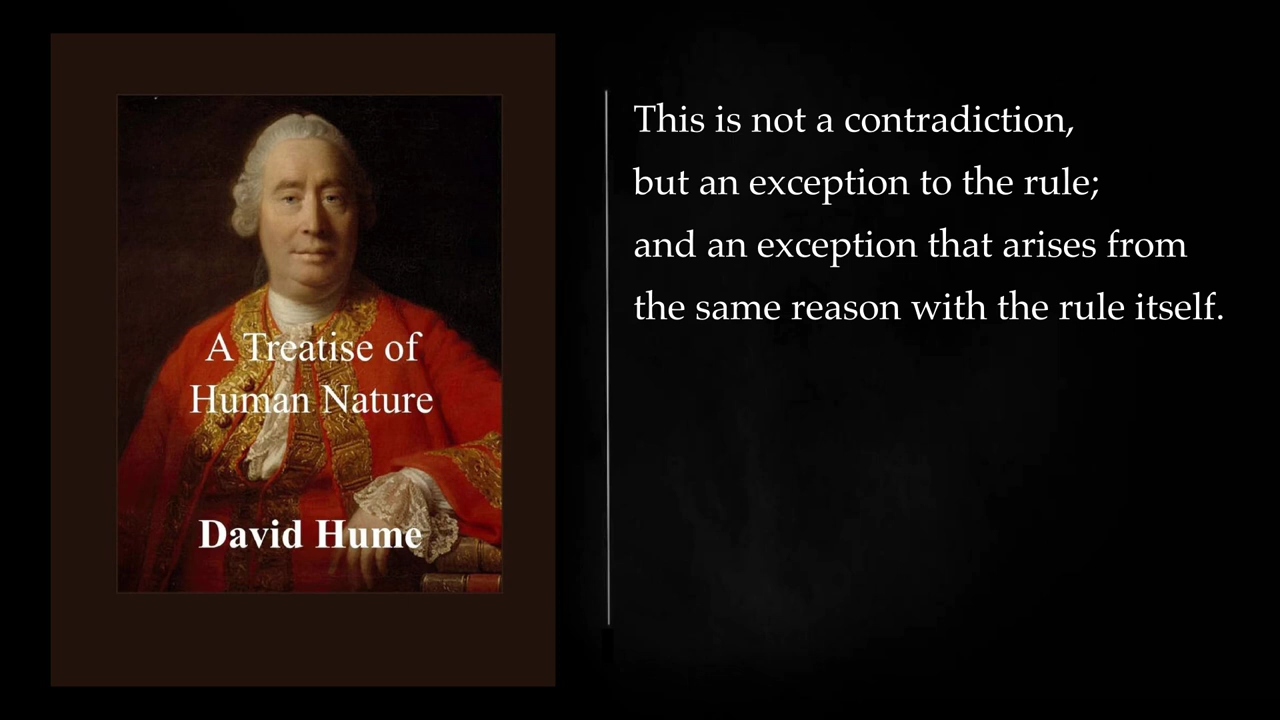 A Treatise of
Human Nature
David Hume
This is not a contradiction,
but an exception to the rule;
and an exception that arises from
the same reason with the rule itself.